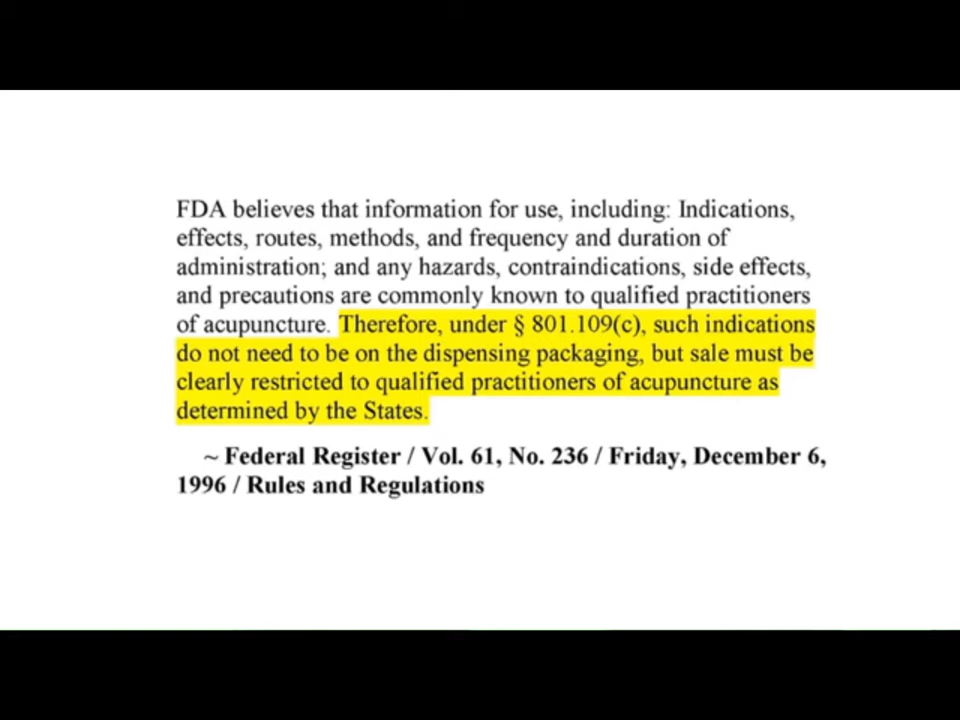 FDA believes that information for use, including: Indications,
effects, routes, methods, and frequency and duration of
administration; and any hazards, contraindications, side effects,
and precautions are commonly known to qualified practitioners
of acupuncture. Therefore, under § 801.109(c), such indications
do not need to be on the dispensing packaging, but sale must be
clearly restricted to qualified practitioners of acupuncture as
determined by the States.
~ Federal Register / Vol. 61, No. 236 / Friday, December 6,
1996 / Rules and Regulations